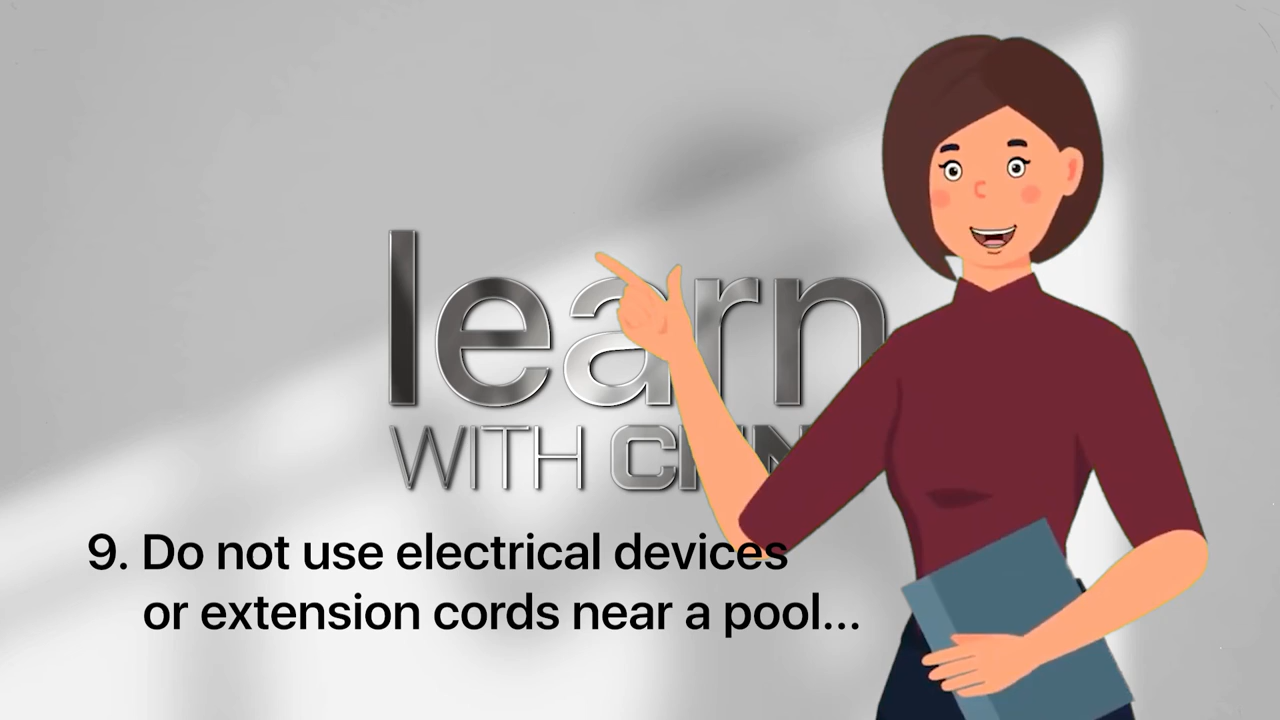 learn
WITH
9. Do not use electrical devices
or extension cords near a pool...